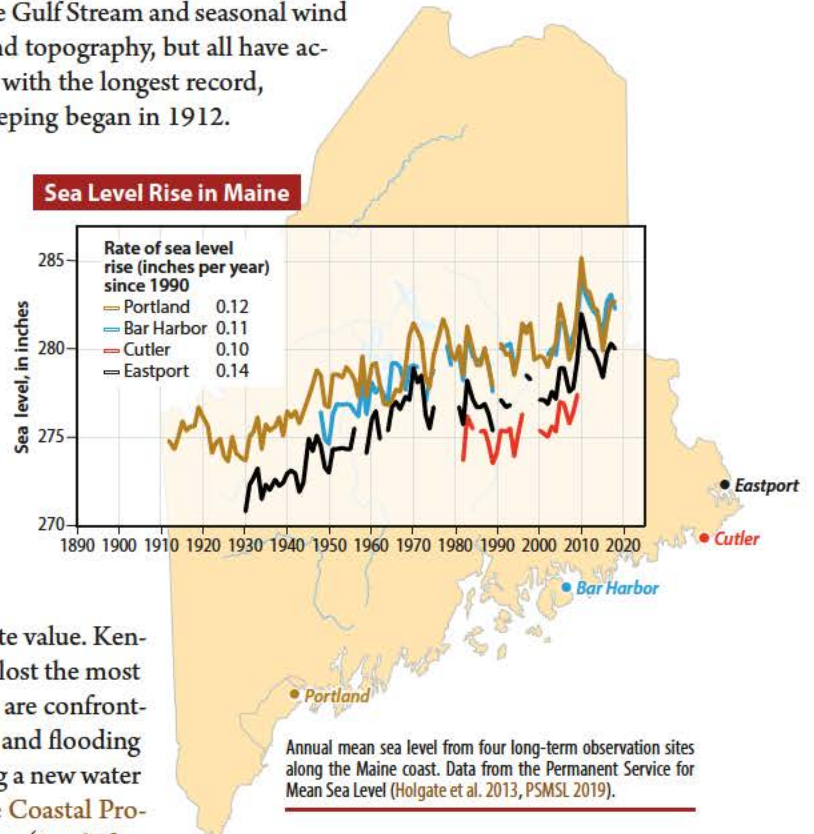 e Gulf Stream and seasonal wind
nd topography, but all have ac-
with the longest record,
eping began in 1912.
Sea Level Rise in Maine
Rate of sea level
rise (inches per year)
since 1990
Portland 0.12
Bar Harbor 0.11
Cutler 0.10
Eastport 0.14
Sea level, in inches
285
280
275
270
1890 1900 1910 1920 1930 1940 1950 1960 1970 1980 1990 2000 2010 2020
Eastport
Cutler
Bar Harbor
Portland
te value. Ken-
lost the most
are confront-
and flooding
g a new water
e Coastal Pro-
Annual mean sea level from four long-term observation sites
along the Maine coast. Data from the Permanent Service for
Mean Sea Level (Holgate et al. 2013, PSMSL 2019).